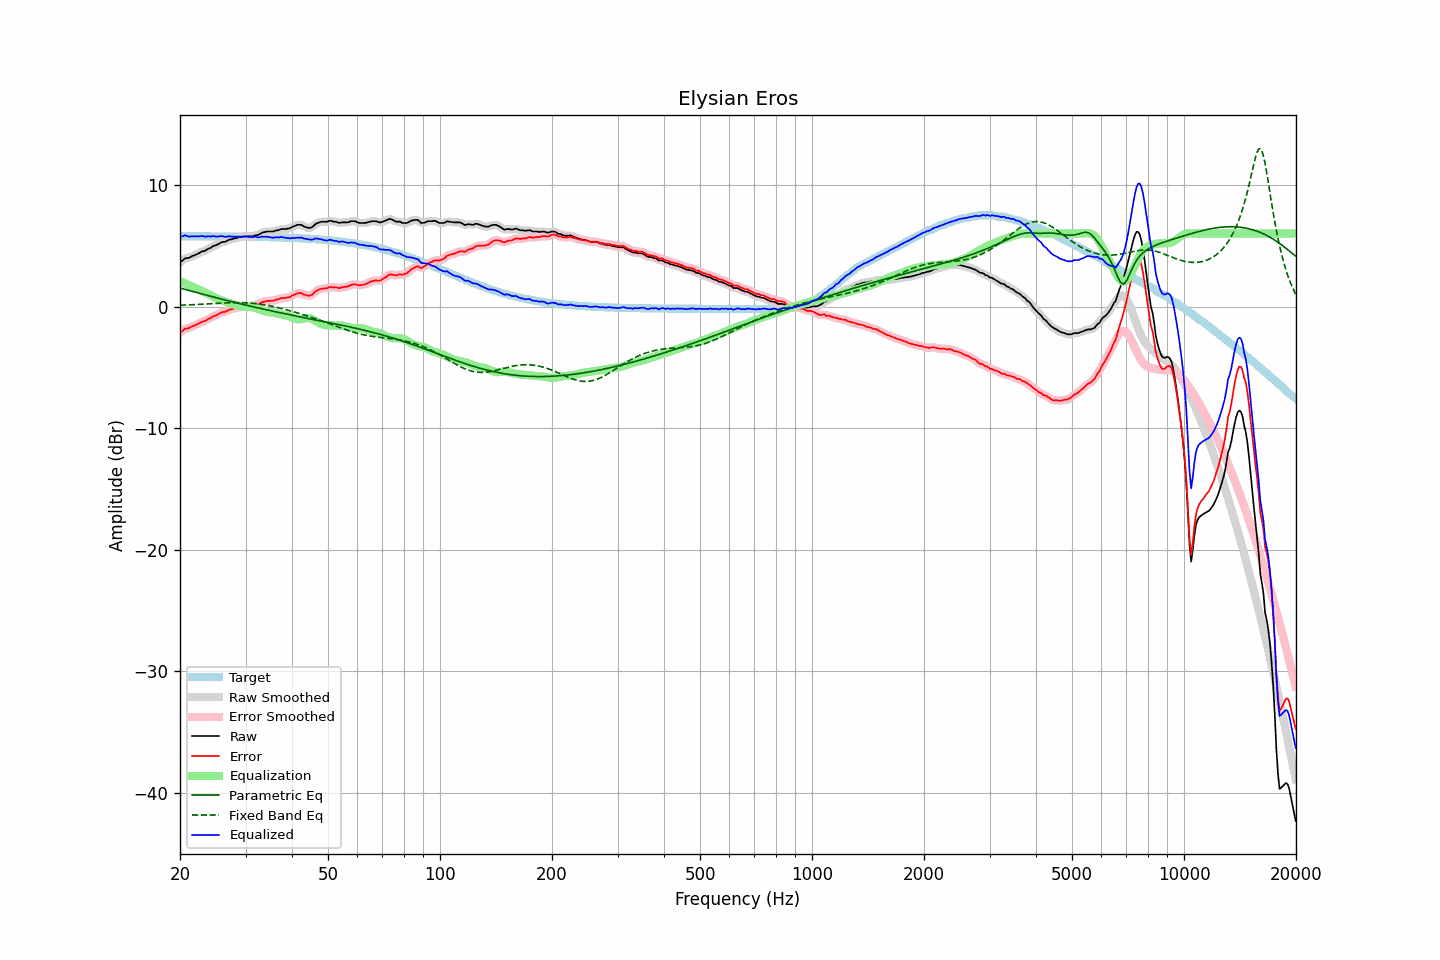 Elysian Eros
Amplitude (dBr)
10
0
−10
−20
−30
−40
Target
Raw Smoothed
Error Smoothed
Raw
Error
Equalization
Parametric Eq
Fixed Band Eq
Equalized
20 50 100 200 500 1000 2000 5000 10000 20000
Frequency (Hz)